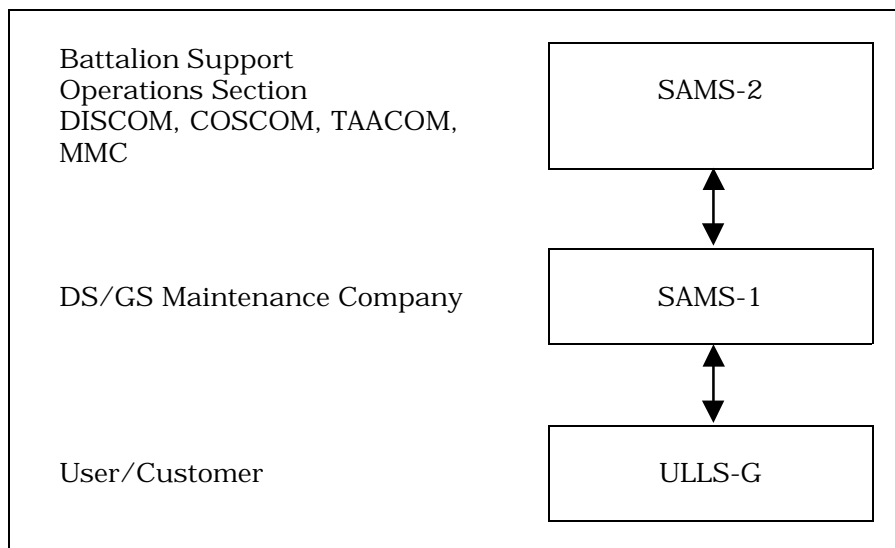 Battalion Support
Operations Section
DISCOM, COSCOM, TAACOM,
MMC
SAMS-2
DS/GS Maintenance Company
SAMS-1
User/Customer
ULLS-G